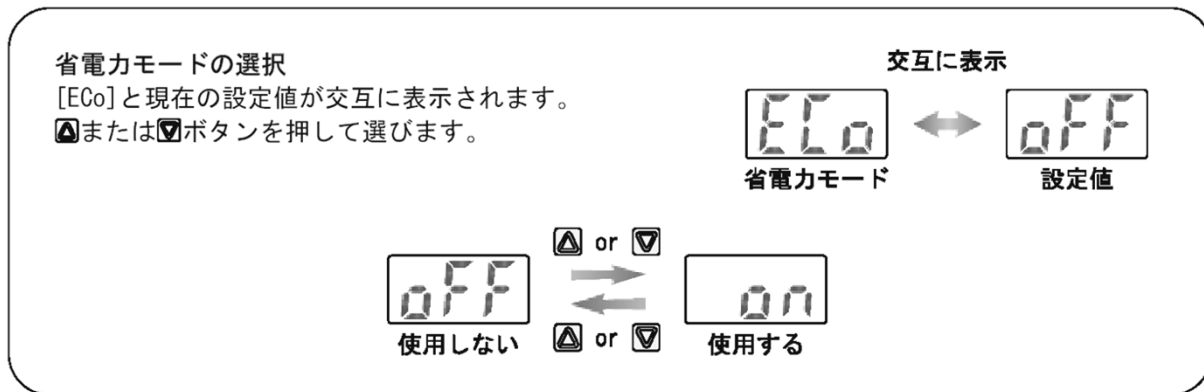 省電力モードの選択
[ECo]と現在の設定値が交互に表示されます。
△または▽ボタンを押して選びます。
交互に表示
ECo
oFF
省電力モード
設定値
△ or ▽
oFF
on
△ or ▽
使用しない
使用する